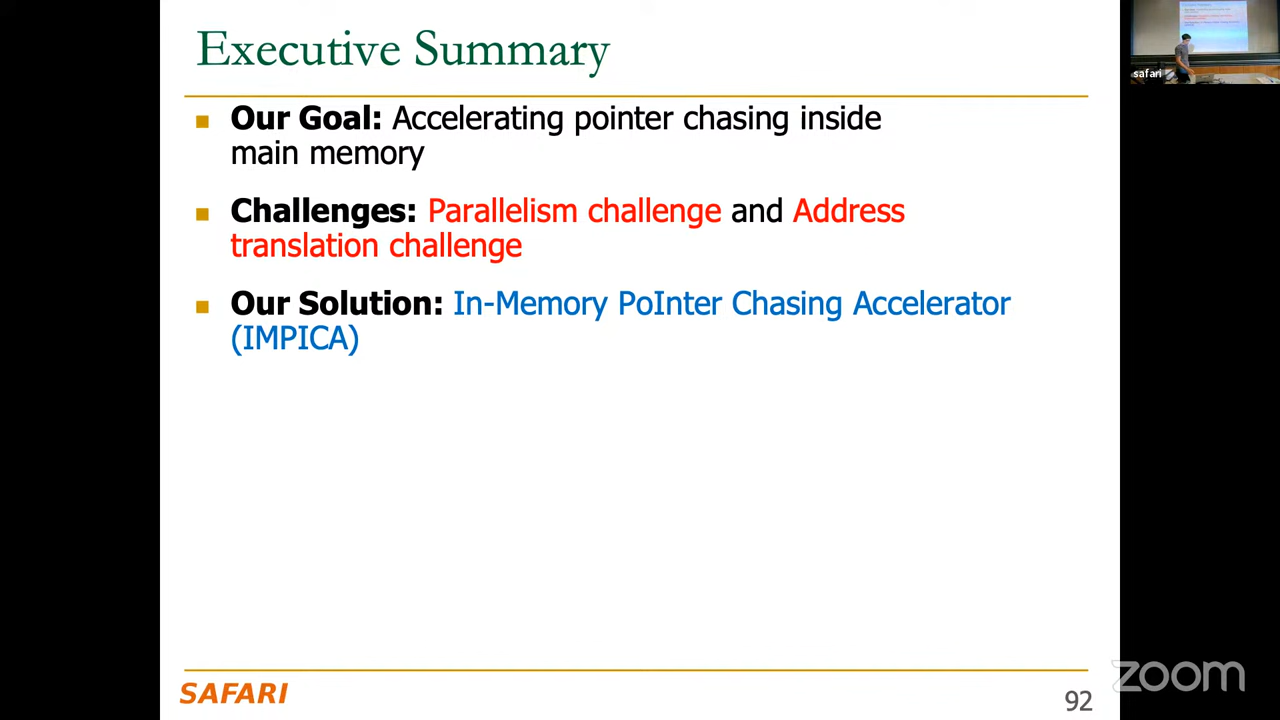 Executive Summary
Our Goal: Accelerating pointer chasing inside
main memory
Challenges: Parallelism challenge and Address
translation challenge
Our Solution: In-Memory PoInter Chasing Accelerator
(IMPICA)
SAFARI
92
safari
zoom